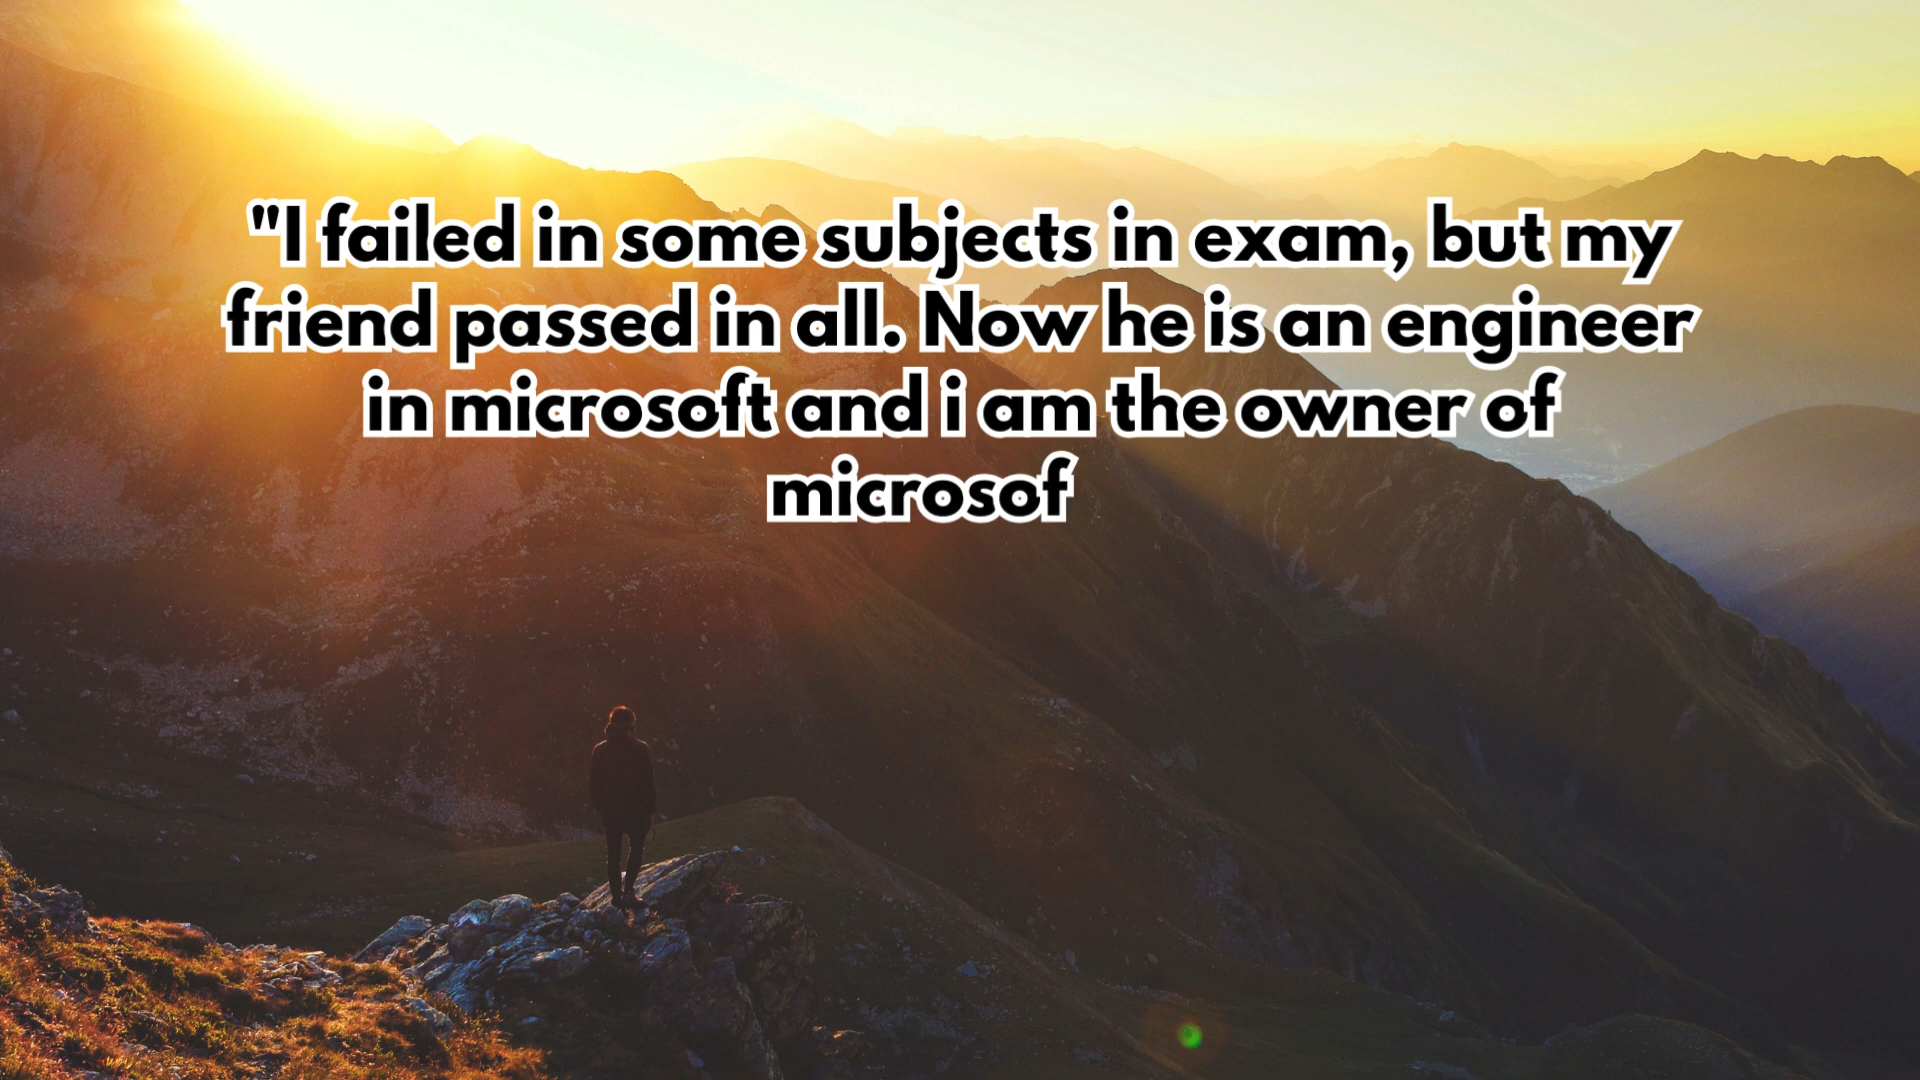 "I failed in some subjects in exam, but my
friend passed in all. Now he is an engineer
in microsoft and i am the owner of
microsof